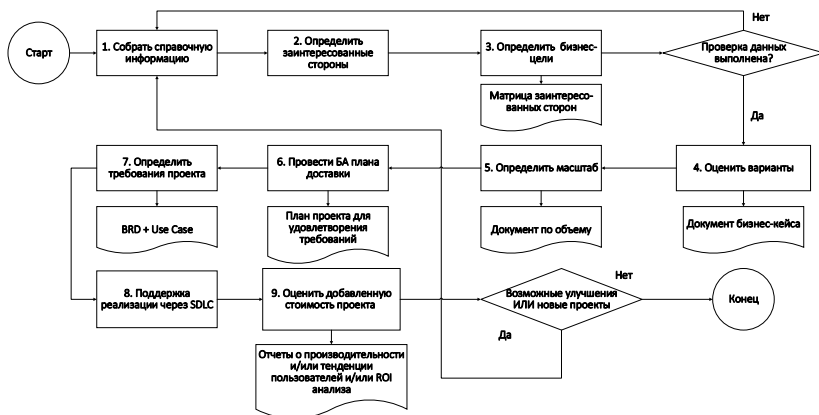 Нет
Старт
1. Собрать справочную
информацию
2. Определить
заинтересованные
стороны
3. Определить бизнес-
цели
Проверка данных
выполнена?
Матрица заинтересо-
ванных сторон
Да
7. Определить
требования проекта
6. Провести БА плана
доставки
5. Определить масштаб
4. Оценить варианты
BRD + Use Case
План проекта для
удовлетворения
требований
Документ по объему
Документ бизнес-кейса
8. Поддержка
реализации через SDLC
9. Оценить добавленную
стоимость проекта
Возможные улучшения
ИЛИ новые проекты
Нет
Конец
Да
Отчеты о производительности
и/или тенденции
пользователей и/или ROI
анализа